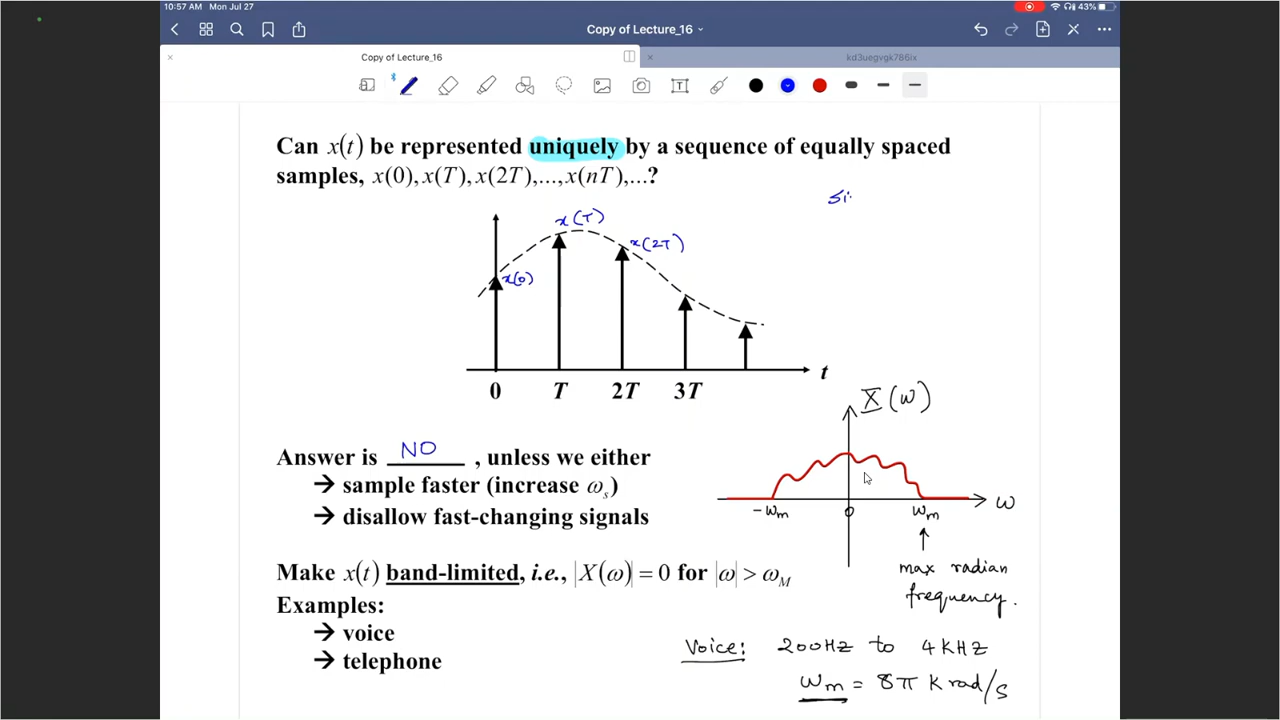 10:57 AM Mon Jul 27
43%
Copy of Lecture_16
Copy of Lecture_16
kd3uegvgk786ix
Can x(t) be represented uniquely by a sequence of equally spaced
samples, x(0), x(T), x(2T),..., x(nT),...?
si
x(T)
x(2T)
x(0)
t
0 T 2T 3T
X(ω)
Answer is NO , unless we either
→ sample faster (increase ωs)
→ disallow fast-changing signals
-ωm 0 ωm ω
max radian
frequency.
Make x(t) band-limited, i.e., |X(ω)| = 0 for |ω| > ωM
Examples:
→ voice
→ telephone
Voice: 200HZ to 4KHZ
ωm = 8π K rad/s